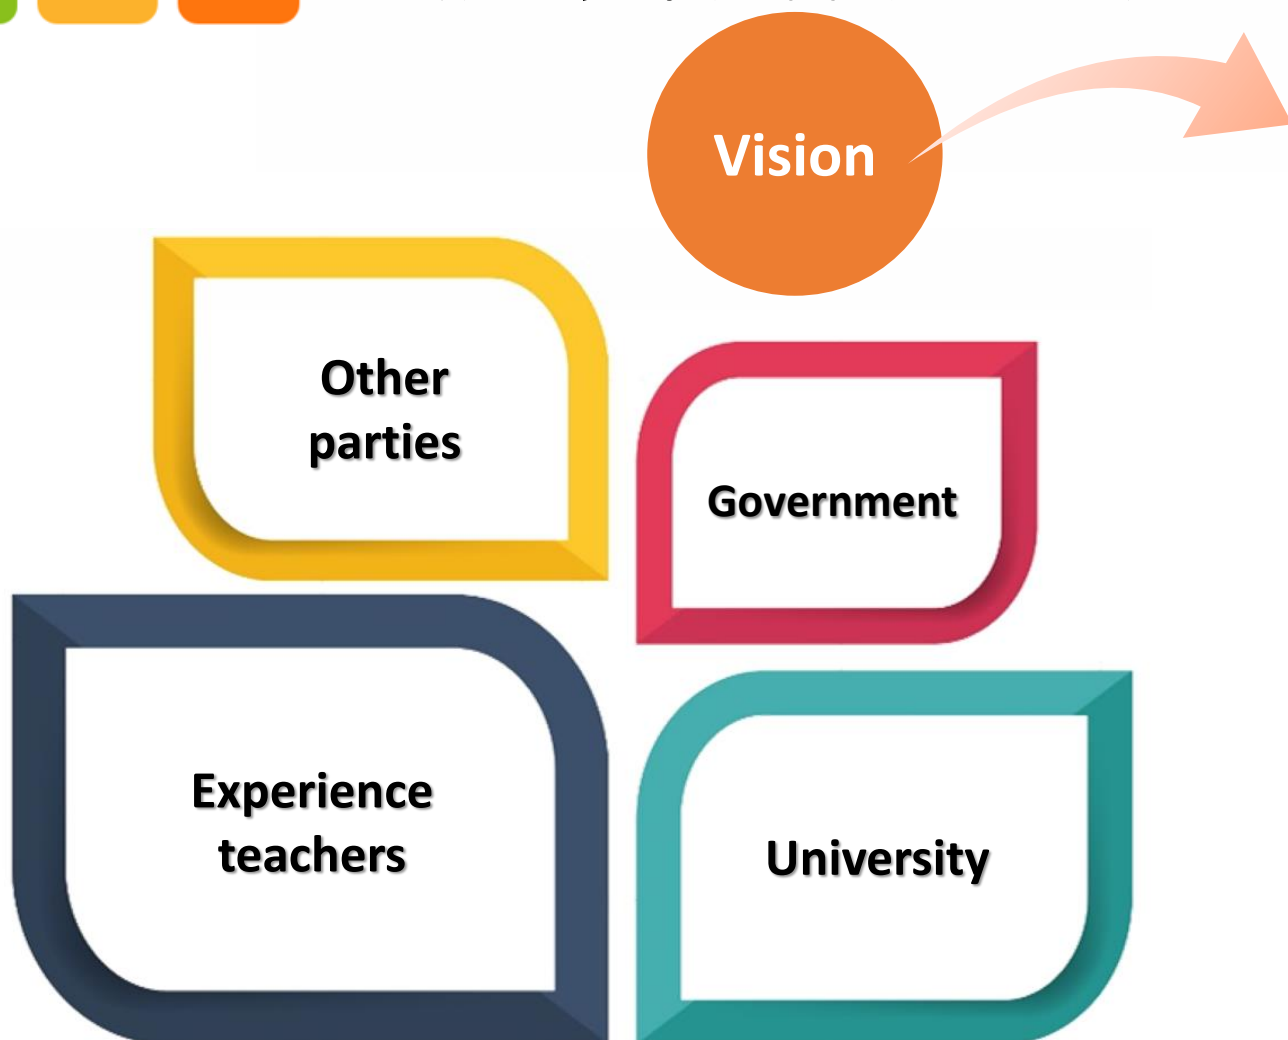 Vision
Other
parties
Government
Experience
teachers
University